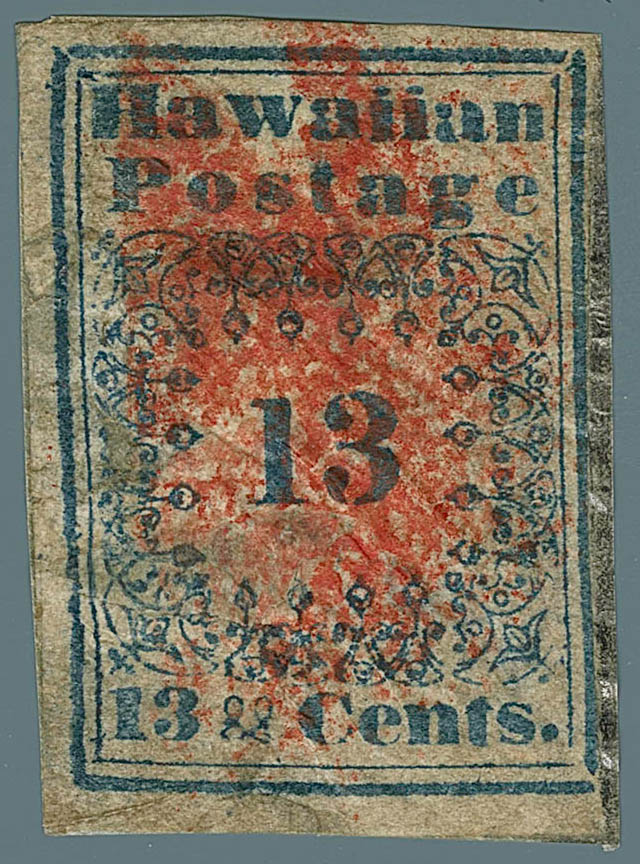 Hawaiian
Postage
13
13 Cents.